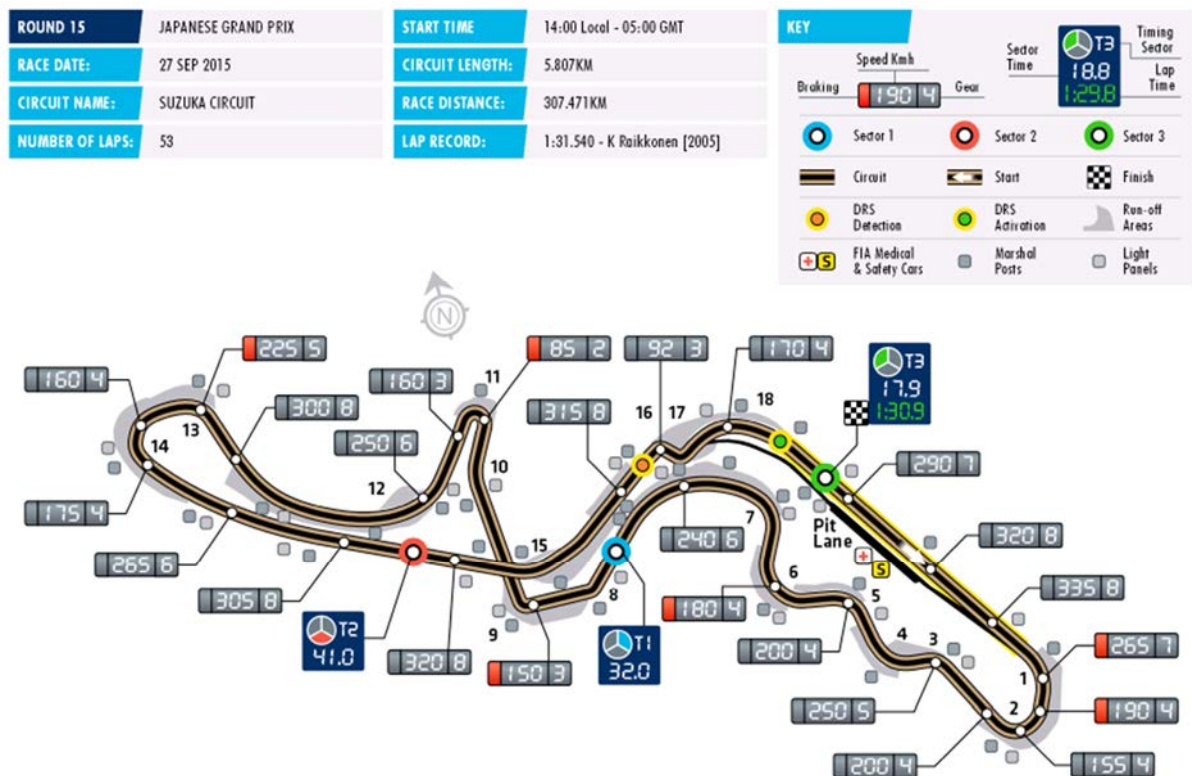 ROUND 15 JAPANESE GRAND PRIX
RACE DATE: 27 SEP 2015
CIRCUIT NAME: SUZUKA CIRCUIT
NUMBER OF LAPS: 53
START TIME 14:00 Local - 05:00 GMT
CIRCUIT LENGTH: 5.807KM
RACE DISTANCE: 307.471KM
LAP RECORD: 1:31.540 - K Raikkonen [2005]
KEY
Speed Kmh
Braking 190 4 Gear
Sector Time
T3
18.8
1:29.8
Timing Sector
Lap Time
Sector 1 Sector 2 Sector 3
Circuit Start Finish
DRS Detection DRS Activation Run-off Areas
S FIA Medical & Safety Cars Marshal Posts Light Panels
N
225 5
85 2
92 3
170 4
T3
17.9
1:30.9
160 4
160 3
11
300 8
315 8
16
17
18
13
14
250 6
12
10
290 7
175 4
7
Pit Lane
15
240 6
320 8
265 6
S
6
5
8
335 8
305 8
9
180 4
T2
41.0
T1
32.0
4
3
200 4
320 8
150 3
1
265 7
2
250 5
190 4
200 4
155 4